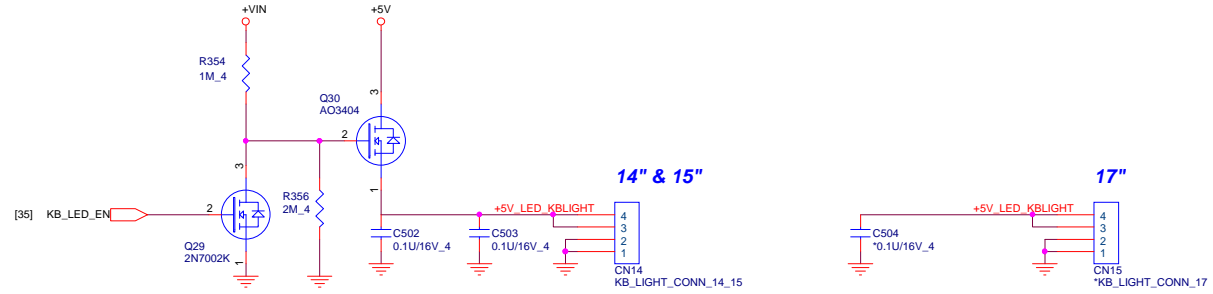 +VIN
+5V
R354
1M_4
3
Q30
AO3404
3
2
1
14" & 15"
17"
[35] KB_LED_EN
2
Q29
2N7002K
1
R356
2M_4
+5V_LED_KBLIGHT
C502
0.1U/16V_4
C503
0.1U/16V_4
4
3
2
1
CN14
KB_LIGHT_CONN_14_15
+5V_LED_KBLIGHT
C504
*0.1U/16V_4
4
3
2
1
CN15
*KB_LIGHT_CONN_17